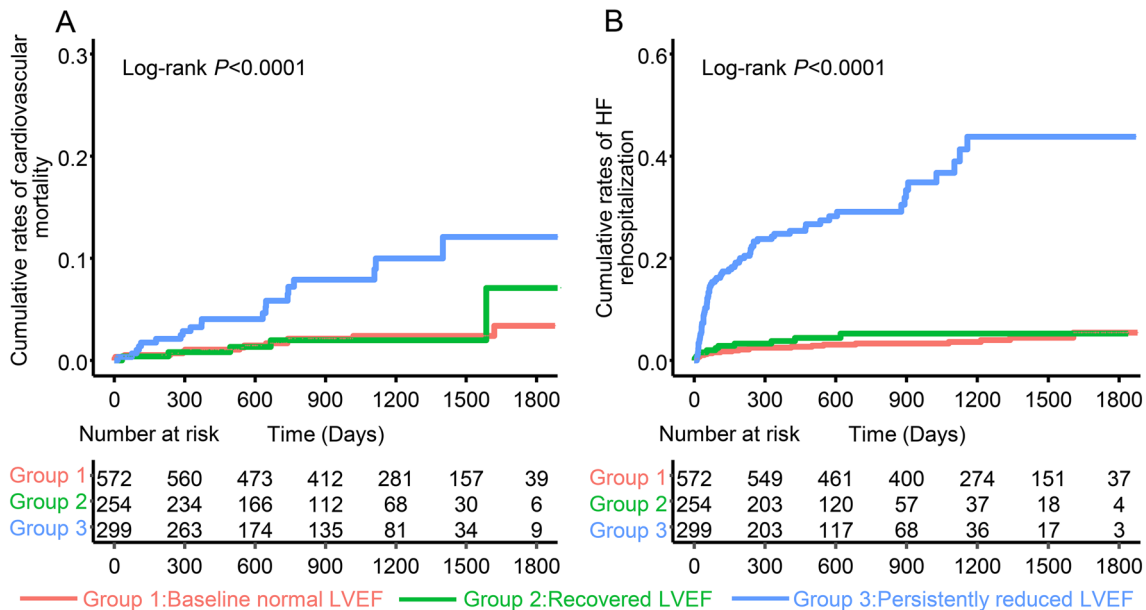 A
Log-rank P<0.0001
Cumulative rates of cardiovascular
mortality
0.3
0.2
0.1
0.0
0 300 600 900 1200 1500 1800
Number at risk Time (Days)
Group 1 572 560 473 412 281 157 39
Group 2 254 234 166 112 68 30 6
Group 3 299 263 174 135 81 34 9
0 300 600 900 1200 1500 1800
B
Log-rank P<0.0001
Cumulative rates of HF
rehospitalization
0.6
0.4
0.2
0.0
0 300 600 900 1200 1500 1800
Number at risk Time (Days)
Group 1 572 549 461 400 274 151 37
Group 2 254 203 120 57 37 18 4
Group 3 299 203 117 68 36 17 3
0 300 600 900 1200 1500 1800
Group 1:Baseline normal LVEF Group 2:Recovered LVEF Group 3:Persistently reduced LVEF